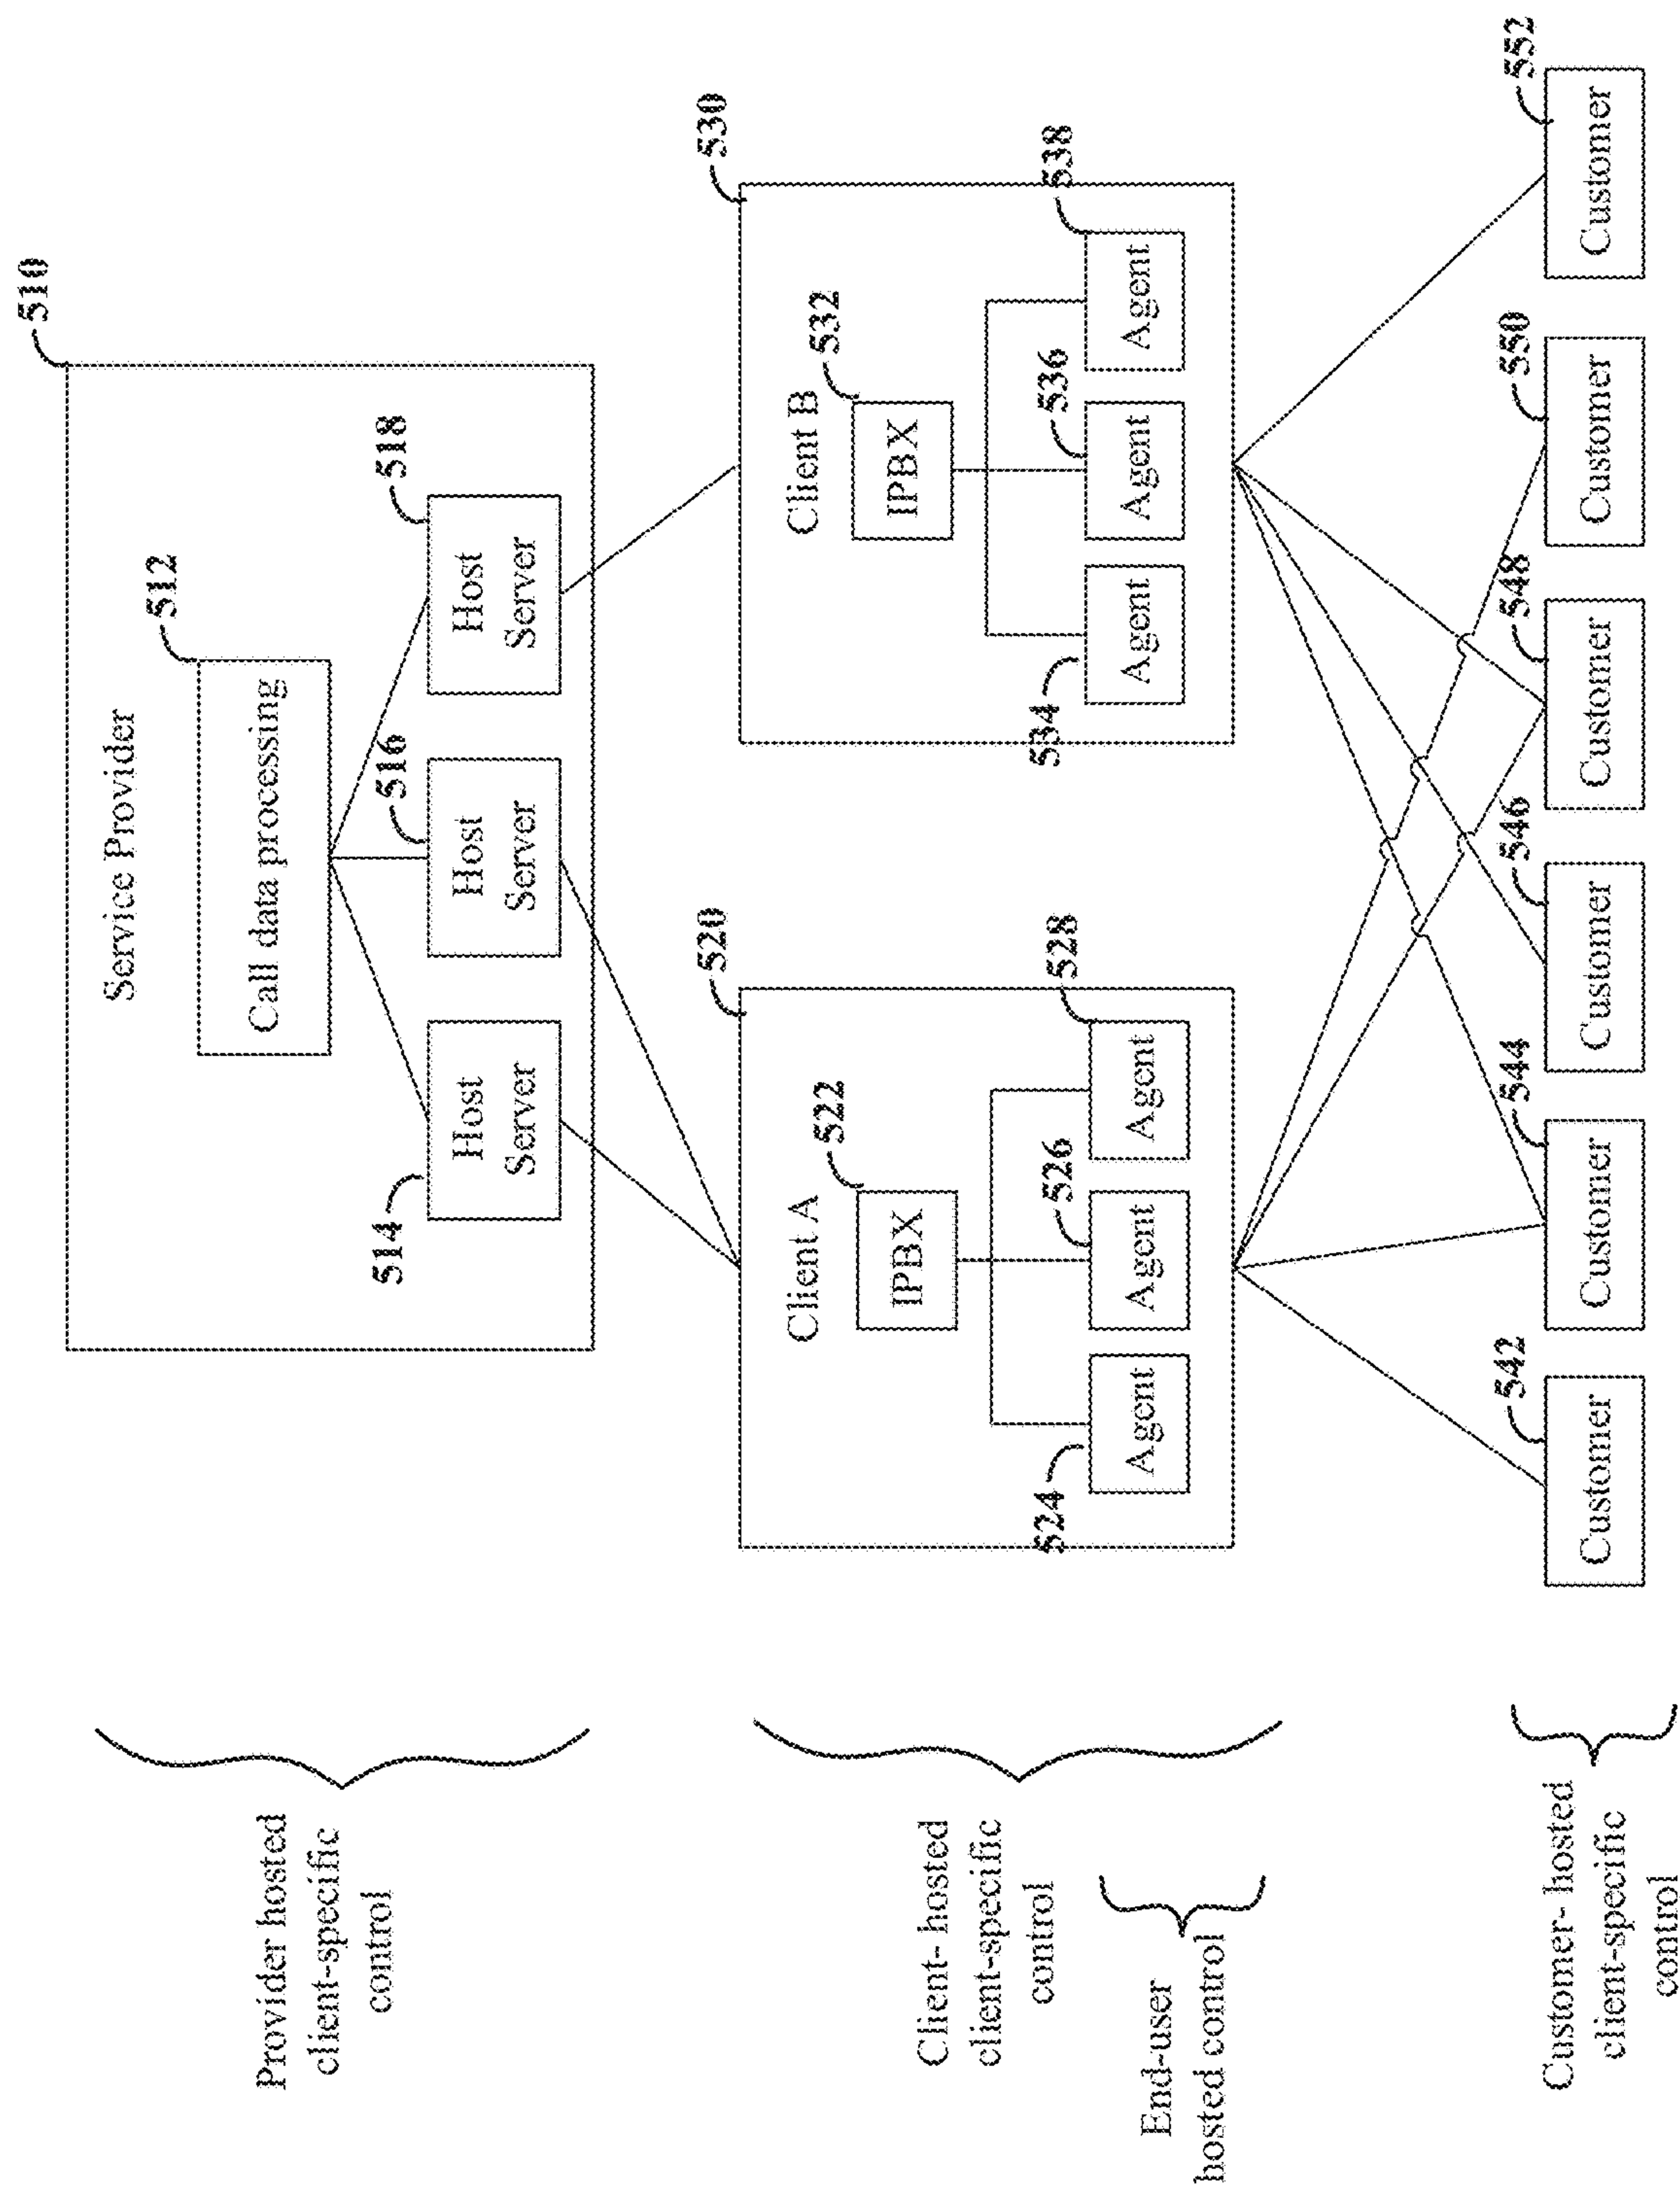 Provider hosted
client-specific
control
510
Service Provider
512
Call data processing
514
516
518
Host
Server
Host
Server
Host
Server
Client- hosted
client-specific
control
End-user
hosted control
520
Client A
522
IPBX
524
526
528
Agent
Agent
Agent
530
Client B
532
IPBX
534
536
538
Agent
Agent
Agent
Customer- hosted
client-specific
control
542
544
546
548
550
552
Customer
Customer
Customer
Customer
Customer
Customer